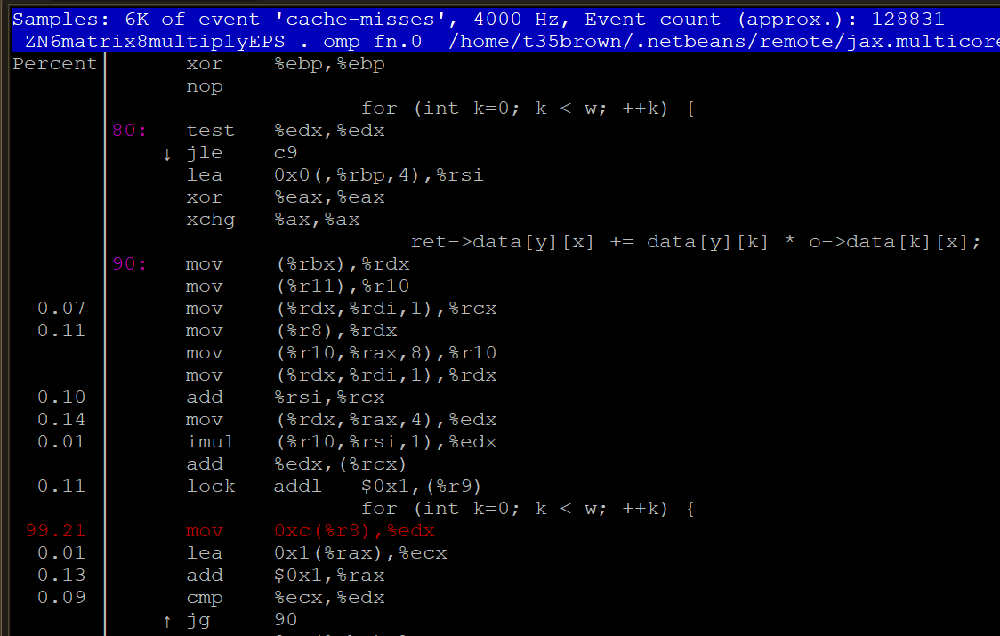 Samples: 6K of event 'cache-misses', 4000 Hz, Event count (approx.): 128831
_ZN6matrix8multiplyEPS_._omp_fn.0  /home/t35brown/.netbeans/remote/jax.multicore
Percent│      xor    %ebp,%ebp
       │      nop
       │                    for (int k=0; k < w; ++k) {
       │80:   test   %edx,%edx
       │    ↓ jle    c9
       │      lea    0x0(,%rbp,4),%rsi
       │      xor    %eax,%eax
       │      xchg   %ax,%ax
       │                        ret->data[y][x] += data[y][k] * o->data[k][x];
       │90:   mov    (%rbx),%rdx
       │      mov    (%r11),%r10
  0.07 │      mov    (%rdx,%rdi,1),%rcx
  0.11 │      mov    (%r8),%rdx
       │      mov    (%r10,%rax,8),%r10
       │      mov    (%rdx,%rdi,1),%rdx
  0.10 │      add    %rsi,%rcx
  0.14 │      mov    (%rdx,%rax,4),%edx
  0.01 │      imul   (%r10,%rsi,1),%edx
       │      add    %edx,(%rcx)
  0.11 │      lock   addl   $0x1,(%r9)
       │                    for (int k=0; k < w; ++k) {
 99.21 │      mov    0xc(%r8),%edx
  0.01 │      lea    0x1(%rax),%ecx
  0.13 │      add    $0x1,%rax
  0.09 │      cmp    %ecx,%edx
       │    ↑ jg     90